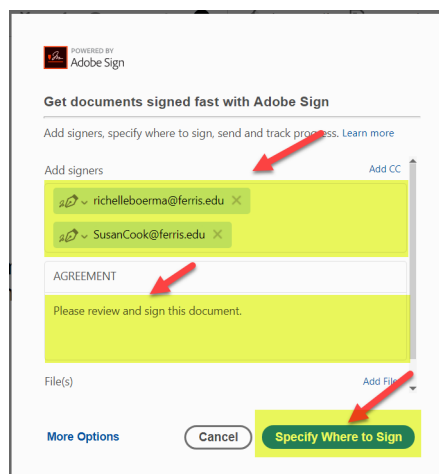 POWERED BY
Adobe Sign
Get documents signed fast with Adobe Sign
Add signers, specify where to sign, send and track progress. Learn more
Add signers Add CC
richelleboerma@ferris.edu
SusanCook@ferris.edu
AGREEMENT
Please review and sign this document.
File(s) Add Files
More Options Cancel Specify Where to Sign